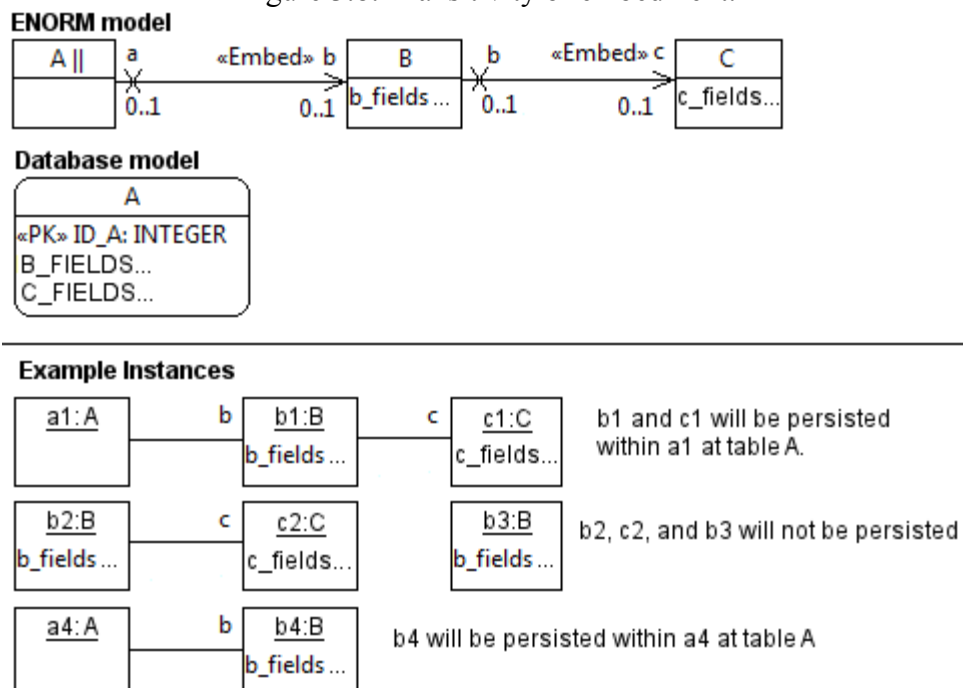 ENORM model
A || a «Embed» b B b «Embed» c C
0..1 0..1 b_fields ... 0..1 0..1 c_fields...
Database model
A
«PK» ID_A: INTEGER
B_FIELDS...
C_FIELDS...
Example Instances
a1:A b b1:B c c1:C b1 and c1 will be persisted
b_fields ... c_fields... within a1 at table A.
b2:B c c2:C b3:B b2, c2, and b3 will not be persisted
b_fields ... c_fields... b_fields ...
a4:A b b4:B b4 will be persisted within a4 at table A
b_fields ...